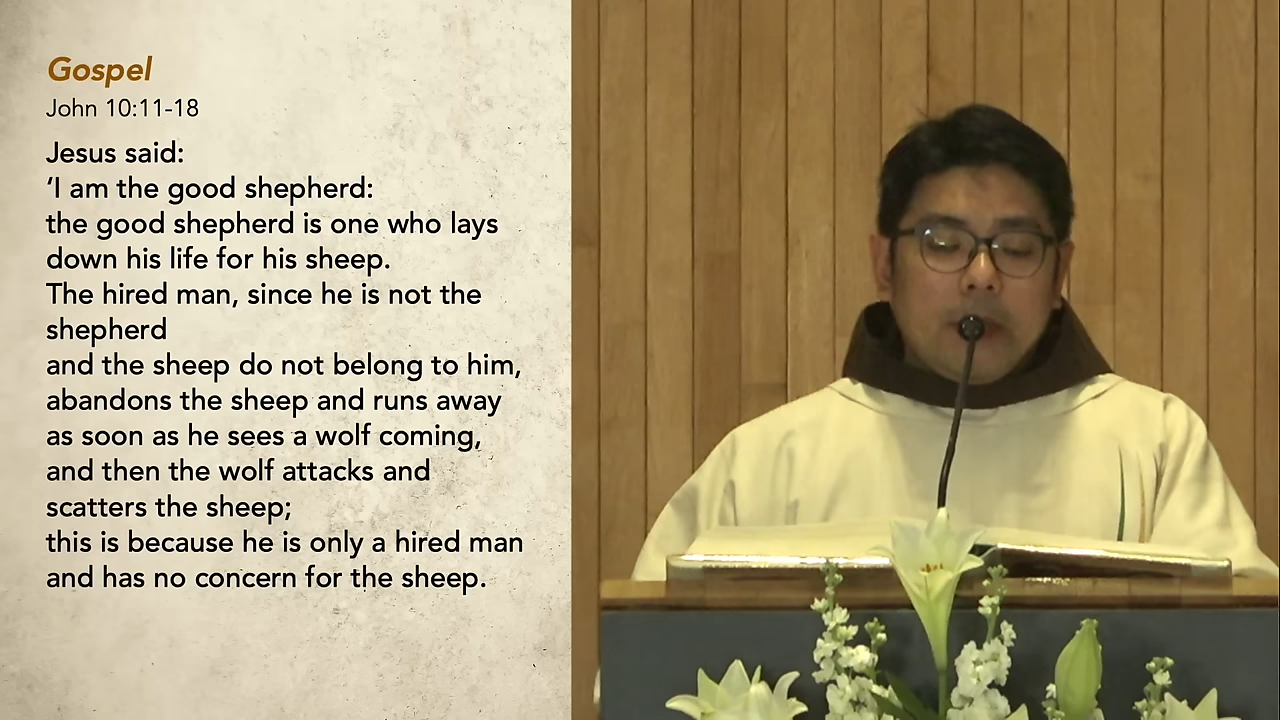 Gospel
John 10:11-18
Jesus said:
‘I am the good shepherd:
the good shepherd is one who lays
down his life for his sheep.
The hired man, since he is not the
shepherd
and the sheep do not belong to him,
abandons the sheep and runs away
as soon as he sees a wolf coming,
and then the wolf attacks and
scatters the sheep;
this is because he is only a hired man
and has no concern for the sheep.